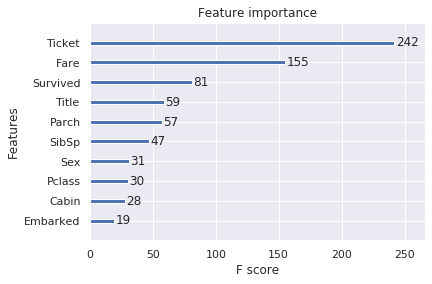 Feature importance
Ticket 242
Fare 155
Survived 81
Title 59
Parch 57
SibSp 47
Sex 31
Pclass 30
Cabin 28
Embarked 19
Features
0 50 100 150 200 250
F score